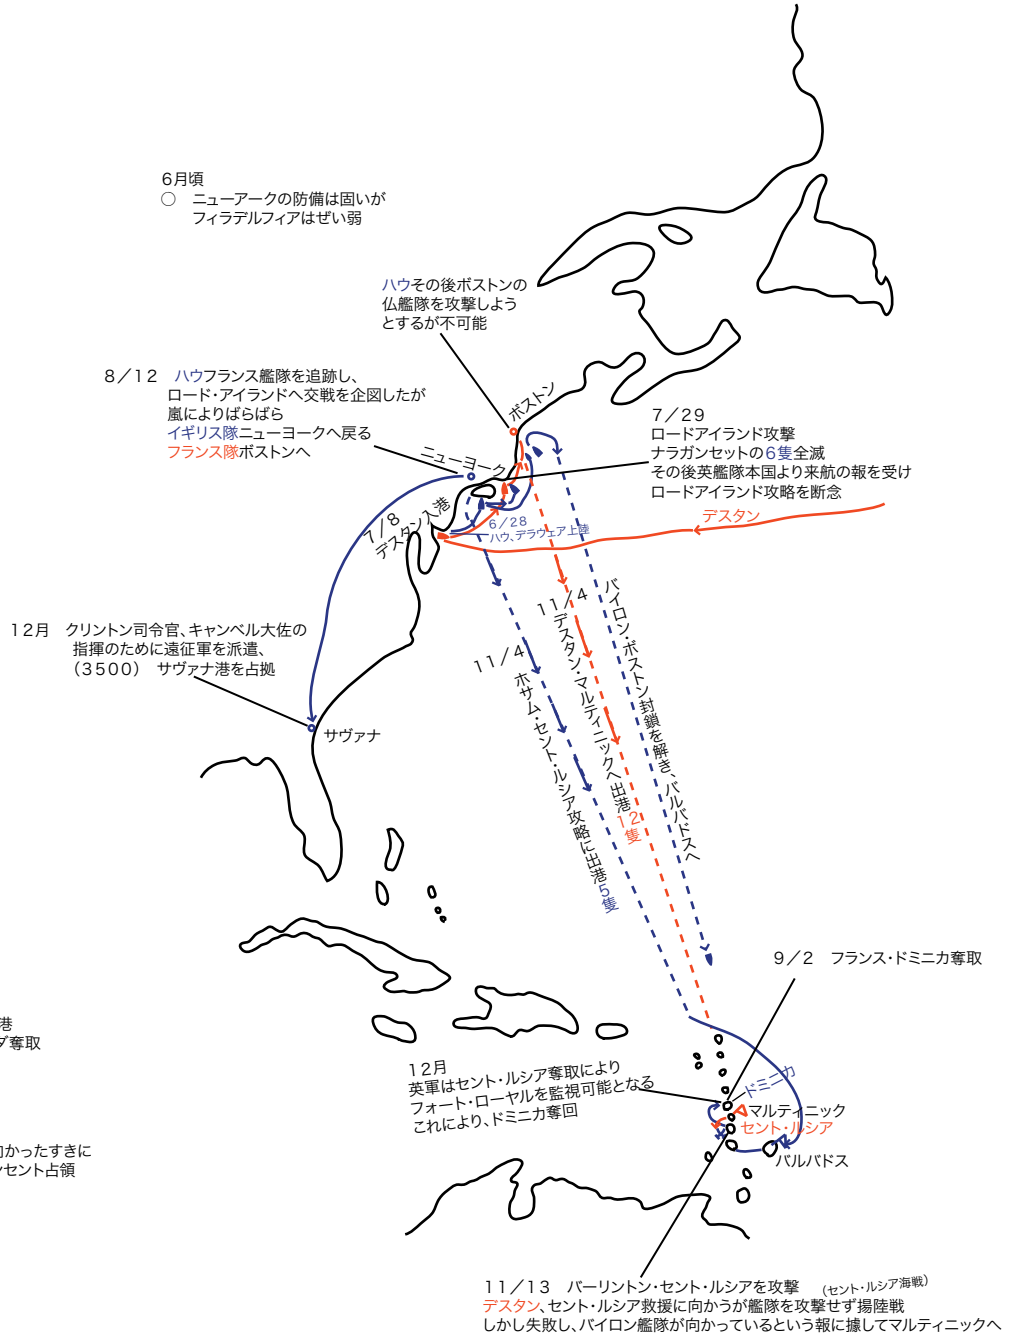 6月頃
○ ニューアークの防備は固いが
フィラデルフィアはぜい弱
ハウその後ボストンの
仏艦隊を攻撃しよう
とするが不可能
8／12 ハウフランス艦隊を追跡し、
ロード・アイランドへ交戦を企図したが
嵐によりばらばら
イギリス隊ニューヨークへ戻る
フランス隊ボストンへ
ボストン
ニューヨーク
7／29
ロードアイランド攻撃
ナラガンセットの6隻全滅
その後英艦隊本国より来航の報を受け
ロードアイランド攻略を断念
デスタン
7／8
デスタン入港
6／28
ハウ、デラウェア上陸
12月 クリントン司令官、キャンベル大佐の
指揮のために遠征軍を派遣、
（3500） サヴァナ港を占拠
サヴァナ
11／4
ホサム・セント・ルシア攻略に出港5隻
11／4
デスタン・マルティニックへ出港12隻
バイロン・ボストン封鎖を解き、バルバドスへ
9／2 フランス・ドミニカ奪取
港
ダ奪取
12月
英軍はセント・ルシア奪取により
フォート・ローヤルを監視可能となる
これにより、ドミニカ奪回
ドミニカ
マルティニック
セント・ルシア
バルバドス
向かったすきに
ンセント占領
11／13 バーリントン・セント・ルシアを攻撃 （セント・ルシア海戦）
デスタン、セント・ルシア救援に向かうが艦隊を攻撃せず揚陸戦
しかし失敗し、バイロン艦隊が向かっているという報に據してマルティニックへ